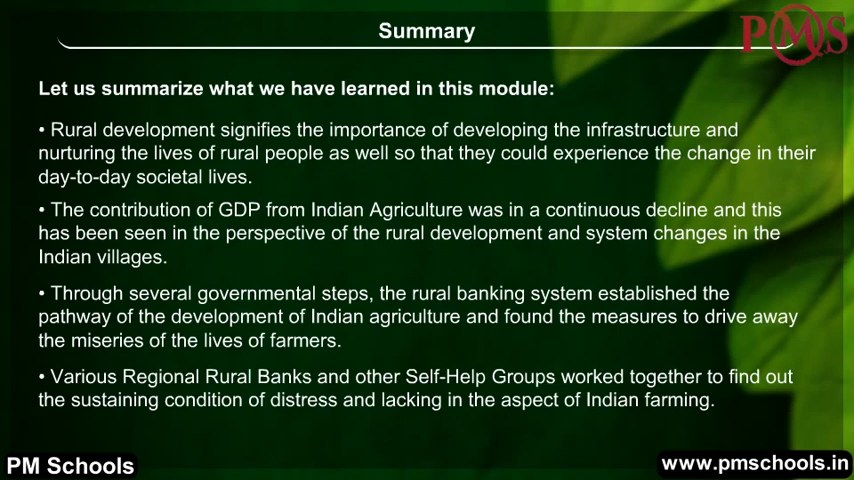 Summary
PMS
Let us summarize what we have learned in this module:
• Rural development signifies the importance of developing the infrastructure and
nurturing the lives of rural people as well so that they could experience the change in their
day-to-day societal lives.
• The contribution of GDP from Indian Agriculture was in a continuous decline and this
has been seen in the perspective of the rural development and system changes in the
Indian villages.
• Through several governmental steps, the rural banking system established the
pathway of the development of Indian agriculture and found the measures to drive away
the miseries of the lives of farmers.
• Various Regional Rural Banks and other Self-Help Groups worked together to find out
the sustaining condition of distress and lacking in the aspect of Indian farming.
PM Schools
www.pmschools.in